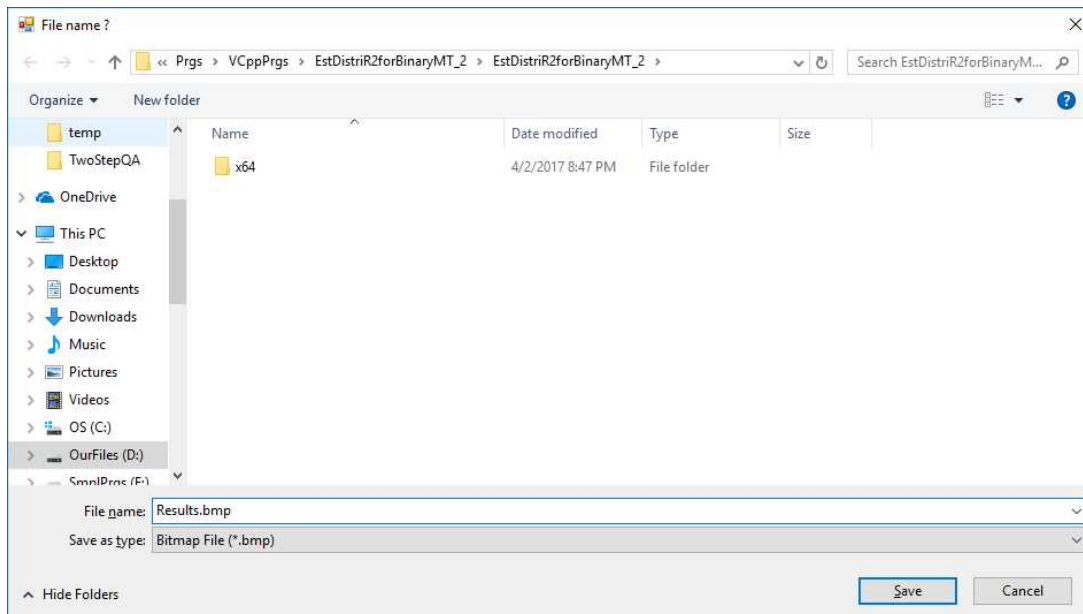 File name ?
« Prgs > VCppPrgs > EstDistriR2forBinaryMT_2 > EstDistriR2forBinaryMT_2 >
Search EstDistriR2forBinaryM...
Organize
New folder
Name
Date modified
Type
Size
temp
TwoStepQA
OneDrive
This PC
Desktop
Documents
Downloads
Music
Pictures
Videos
OS (C:)
OurFiles (D:)
SmplPrgs (F:)
x64
4/2/2017 8:47 PM
File folder
File name: Results.bmp
Save as type: Bitmap File (*.bmp)
Hide Folders
Save
Cancel